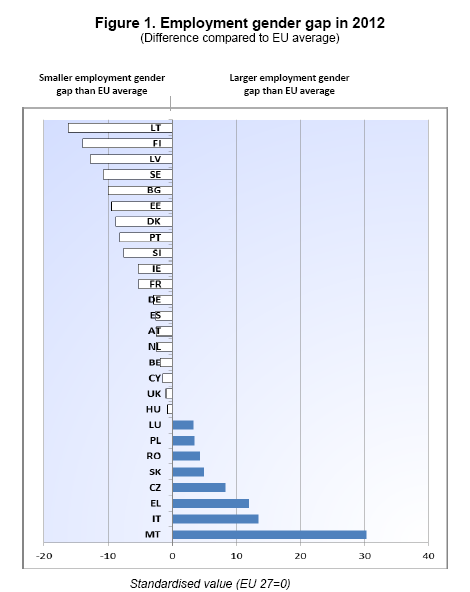 Figure 1. Employment gender gap in 2012
(Difference compared to EU average)
Smaller employment gender
gap than EU average
Larger employment gender
gap than EU average
LT
FI
LV
SE
BG
EE
DK
PT
SI
IE
FR
DE
ES
AT
NL
BE
CY
UK
HU
LU
PL
RO
SK
CZ
EL
IT
MT
-20 -10 0 10 20 30 40
Standardised value (EU 27=0)